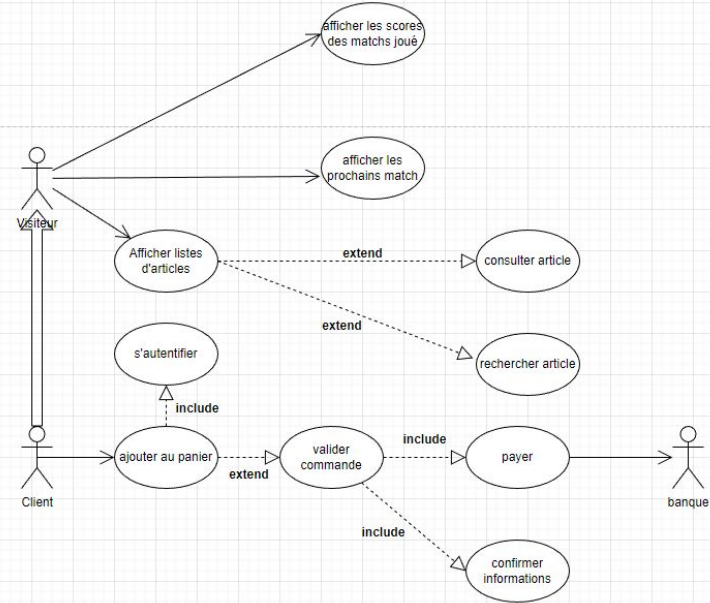 afficher les scores
des matchs joué
afficher les
prochains match
Visiteur
Afficher listes
d'articles
extend
consulter article
extend
s'autentifier
rechercher article
include
ajouter au panier
extend
valider
commande
include
payer
Client
banque
include
confirmer
informations